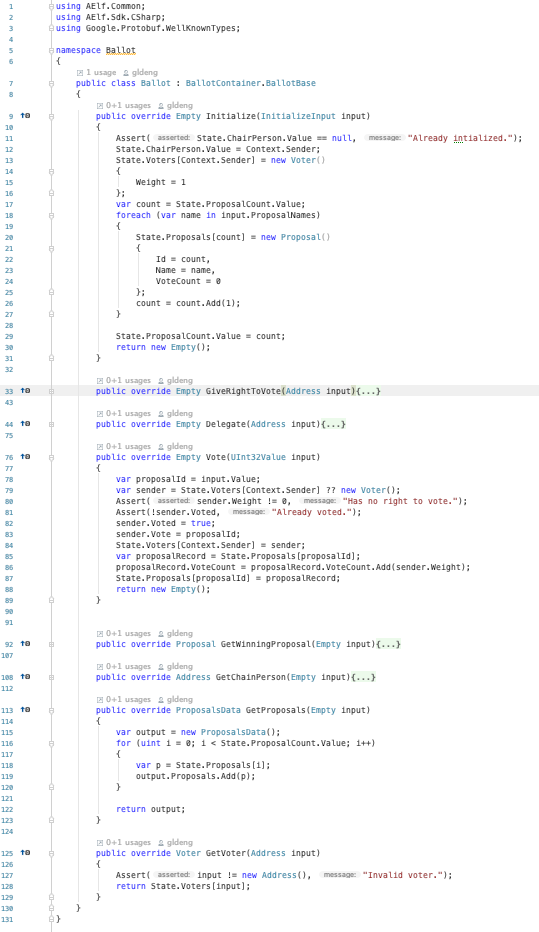 1 using AElf.Common;
2 using AElf.Sdk.CSharp;
3 using Google.Protobuf.WellKnownTypes;
4
5 namespace Ballot
6 {
1 usage gldeng
7 public class Ballot : BallotContainer.BallotBase
8 {
0+1 usages gldeng
9 public override Empty Initialize(InitializeInput input)
10 {
11 Assert( asserted: State.ChairPerson.Value == null, message: "Already intialized.");
12 State.ChairPerson.Value = Context.Sender;
13 State.Voters[Context.Sender] = new Voter()
14 {
15 Weight = 1
16 };
17 var count = State.ProposalCount.Value;
18 foreach (var name in input.ProposalNames)
19 {
20 State.Proposals[count] = new Proposal()
21 {
22 Id = count,
23 Name = name,
24 VoteCount = 0
25 };
26 count = count.Add(1);
27 }
28
29 State.ProposalCount.Value = count;
30 return new Empty();
31 }
32
0+1 usages gldeng
33 public override Empty GiveRightToVote(Address input){...}
43
0+1 usages gldeng
44 public override Empty Delegate(Address input){...}
75
0+1 usages gldeng
76 public override Empty Vote(UInt32Value input)
77 {
78 var proposalId = input.Value;
79 var sender = State.Voters[Context.Sender] ?? new Voter();
80 Assert( asserted: sender.Weight != 0, message: "Has no right to vote.");
81 Assert(!sender.Voted, message: "Already voted.");
82 sender.Voted = true;
83 sender.Vote = proposalId;
84 State.Voters[Context.Sender] = sender;
85 var proposalRecord = State.Proposals[proposalId];
86 proposalRecord.VoteCount = proposalRecord.VoteCount.Add(sender.Weight);
87 State.Proposals[proposalId] = proposalRecord;
88 return new Empty();
89 }
90
91
0+1 usages gldeng
92 public override Proposal GetWinningProposal(Empty input){...}
107
0+1 usages gldeng
108 public override Address GetChainPerson(Empty input){...}
112
0+1 usages gldeng
113 public override ProposalsData GetProposals(Empty input)
114 {
115 var output = new ProposalsData();
116 for (uint i = 0; i < State.ProposalCount.Value; i++)
117 {
118 var p = State.Proposals[i];
119 output.Proposals.Add(p);
120 }
121
122 return output;
123 }
124
0+1 usages gldeng
125 public override Voter GetVoter(Address input)
126 {
127 Assert( asserted: input != new Address(), message: "Invalid voter.");
128 return State.Voters[input];
129 }
130 }
131 }